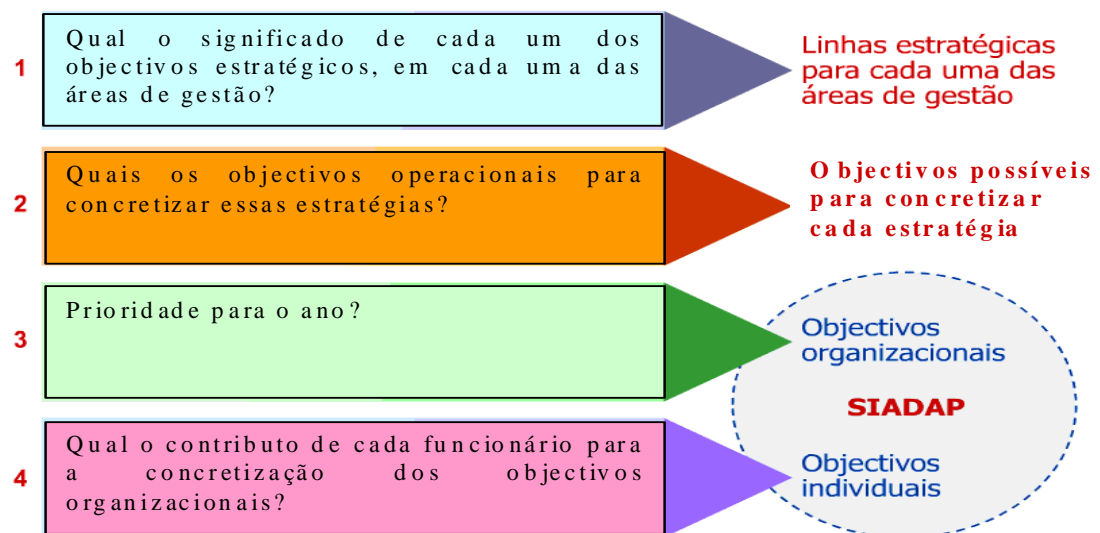 1
Qual o significado de cada um dos
objectivos estratégicos, em cada uma das
áreas de gestão?
Linhas estratégicas
para cada uma das
áreas de gestão
2
Quais os objectivos operacionais para
concretizar essas estratégias?
Objectivos possíveis
para concretizar
cada estratégia
3
Prioridade para o ano?
Objectivos
organizacionais
SIADAP
4
Qual o contributo de cada funcionário para
a concretização dos objectivos
organizacionais?
Objectivos
individuais